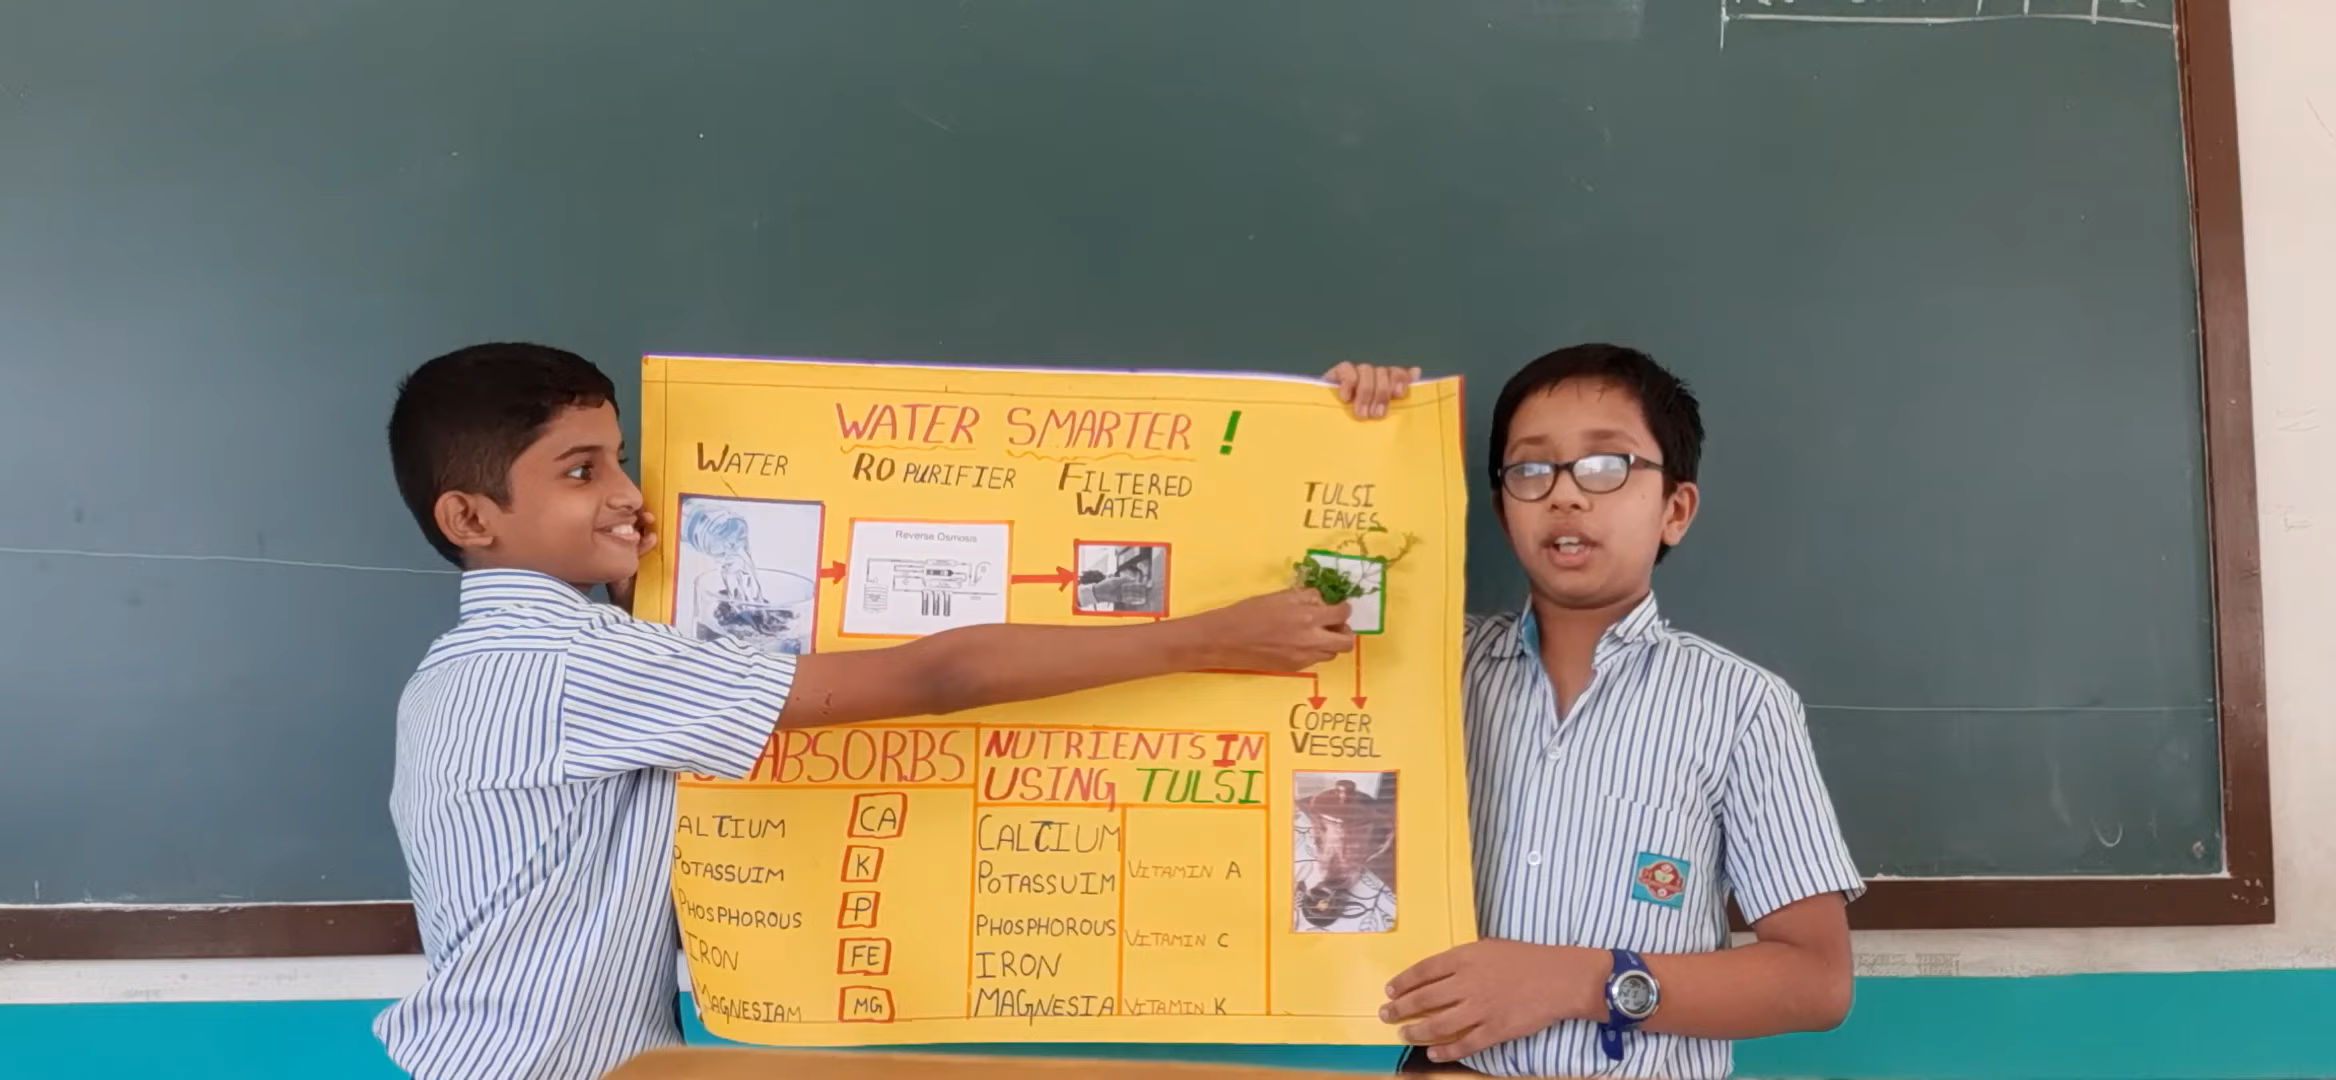 WATER SMARTER !
WATER
RO PURIFIER
FILTERED
WATER
TULSI
LEAVES
Reverse Osmosis
COPPER
VESSEL
ABSORBS
NUTRIENTS IN
USING TULSI
ALCIUM CA
POTASSUIM K
PHOSPHOROUS P
IRON FE
MAGNESIAM MG
CALCIUM
POTASSUIM
PHOSPHOROUS
IRON
MAGNESIA
VITAMIN A
VITAMIN C
VITAMIN K